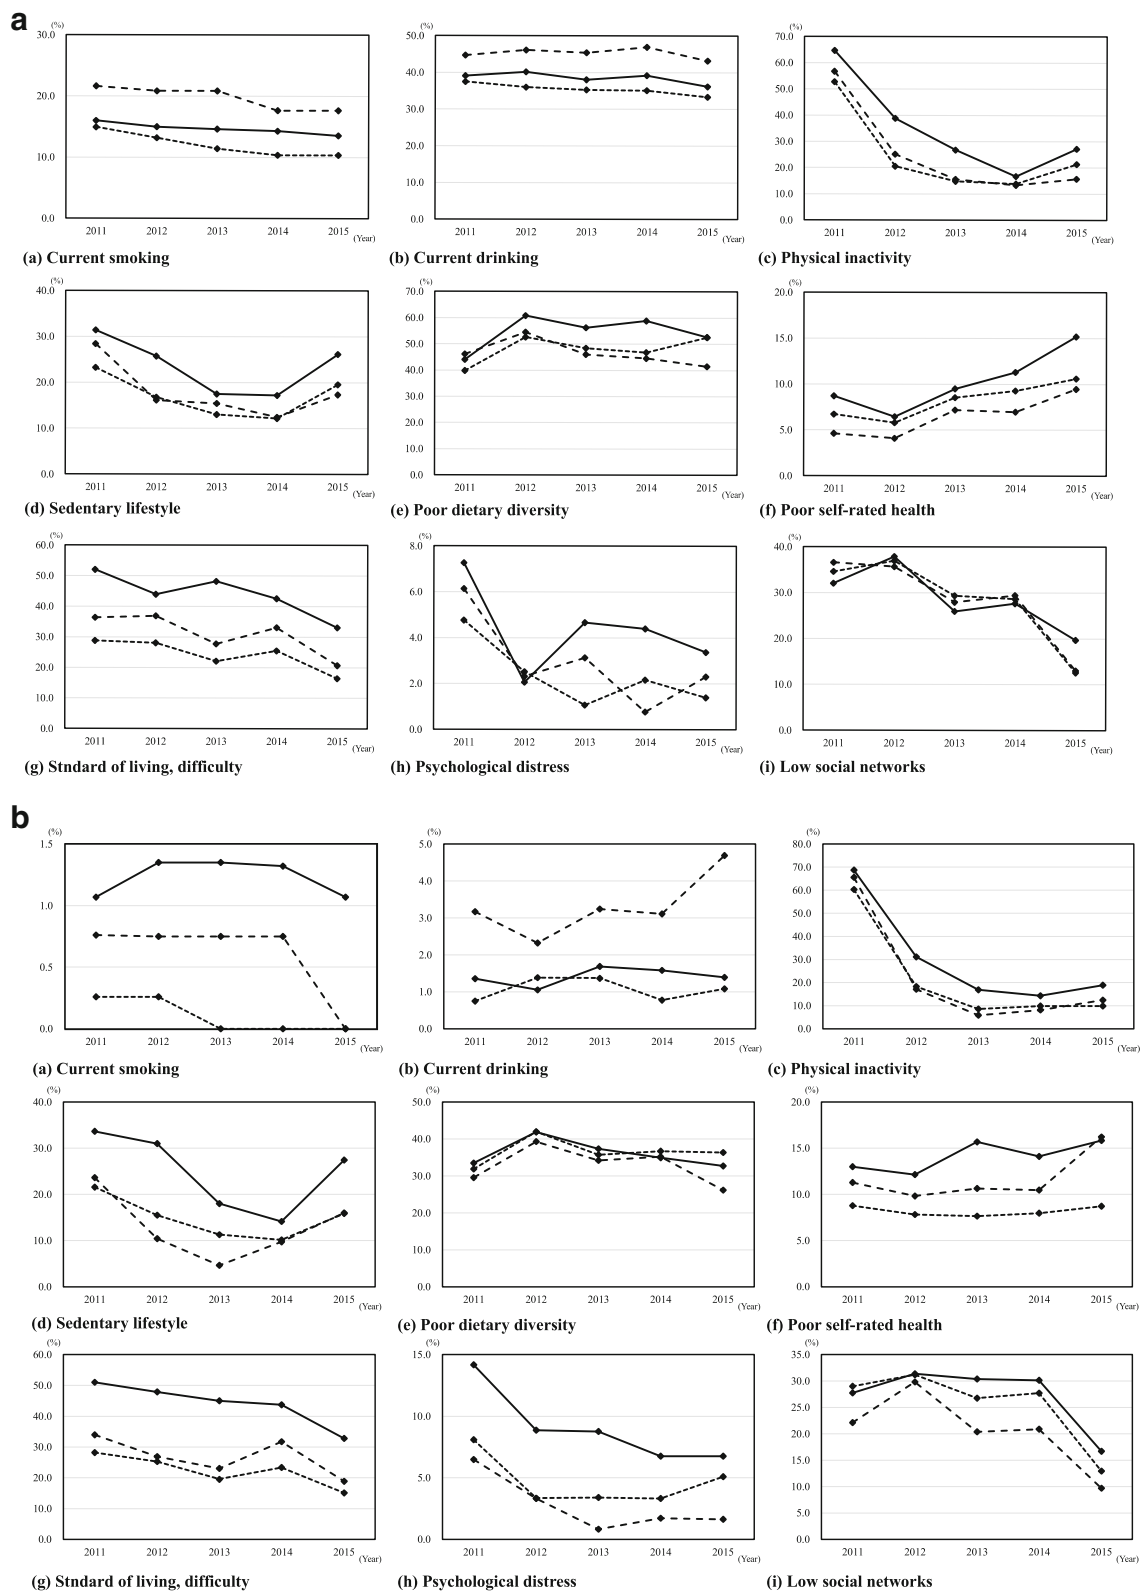 a
(%) (%) (%)
30.0 50.0 70.0
60.0
40.0
20.0 50.0
30.0 40.0
20.0 30.0
10.0 20.0
10.0 10.0
0.0 0.0 0.0
2011 2012 2013 2014 2015 (Year) 2011 2012 2013 2014 2015 (Year) 2011 2012 2013 2014 2015 (Year)
(a) Current smoking (b) Current drinking (c) Physical inactivity
(%) (%) (%)
40.0 70.0 20.0
60.0
30.0 50.0 15.0
40.0
20.0 10.0
30.0
10.0 20.0 5.0
10.0
0.0 0.0 0.0
2011 2012 2013 2014 2015 (Year) 2011 2012 2013 2014 2015 (Year) 2011 2012 2013 2014 2015 (Year)
(d) Sedentary lifestyle (e) Poor dietary diversity (f) Poor self-rated health
(%) (%) (%)
60.0 8.0 40.0
50.0
6.0 30.0
40.0
30.0 4.0 20.0
20.0
2.0 10.0
10.0
0.0 0.0 0.0
2011 2012 2013 2014 2015 (Year) 2011 2012 2013 2014 2015 (Year) 2011 2012 2013 2014 2015 (Year)
(g) Stndard of living, difficulty (h) Psychological distress (i) Low social networks
b
(%) (%) (%)
1.5 5.0 80.0
70.0
4.0
60.0
1.0 50.0
3.0
40.0
2.0
0.5 30.0
20.0
1.0
10.0
0.0 0.0 0.0
2011 2012 2013 2014 2015 (Year) 2011 2012 2013 2014 2015 (Year) 2011 2012 2013 2014 2015 (Year)
(a) Current smoking (b) Current drinking (c) Physical inactivity
(%) (%) (%)
40.0 50.0 20.0
40.0
30.0 15.0
30.0
20.0 10.0
20.0
10.0 5.0
10.0
0.0 0.0 0.0
2011 2012 2013 2014 2015 (Year) 2011 2012 2013 2014 2015 (Year) 2011 2012 2013 2014 2015 (Year)
(d) Sedentary lifestyle (e) Poor dietary diversity (f) Poor self-rated health
(%) (%) (%)
60.0 15.0 35.0
50.0 30.0
25.0
40.0 10.0
20.0
30.0
15.0
20.0 5.0
10.0
10.0 5.0
0.0 0.0 0.0
2011 2012 2013 2014 2015 (Year) 2011 2012 2013 2014 2015 (Year) 2011 2012 2013 2014 2015 (Year)
(g) Stndard of living, difficulty (h) Psychological distress (i) Low social networks